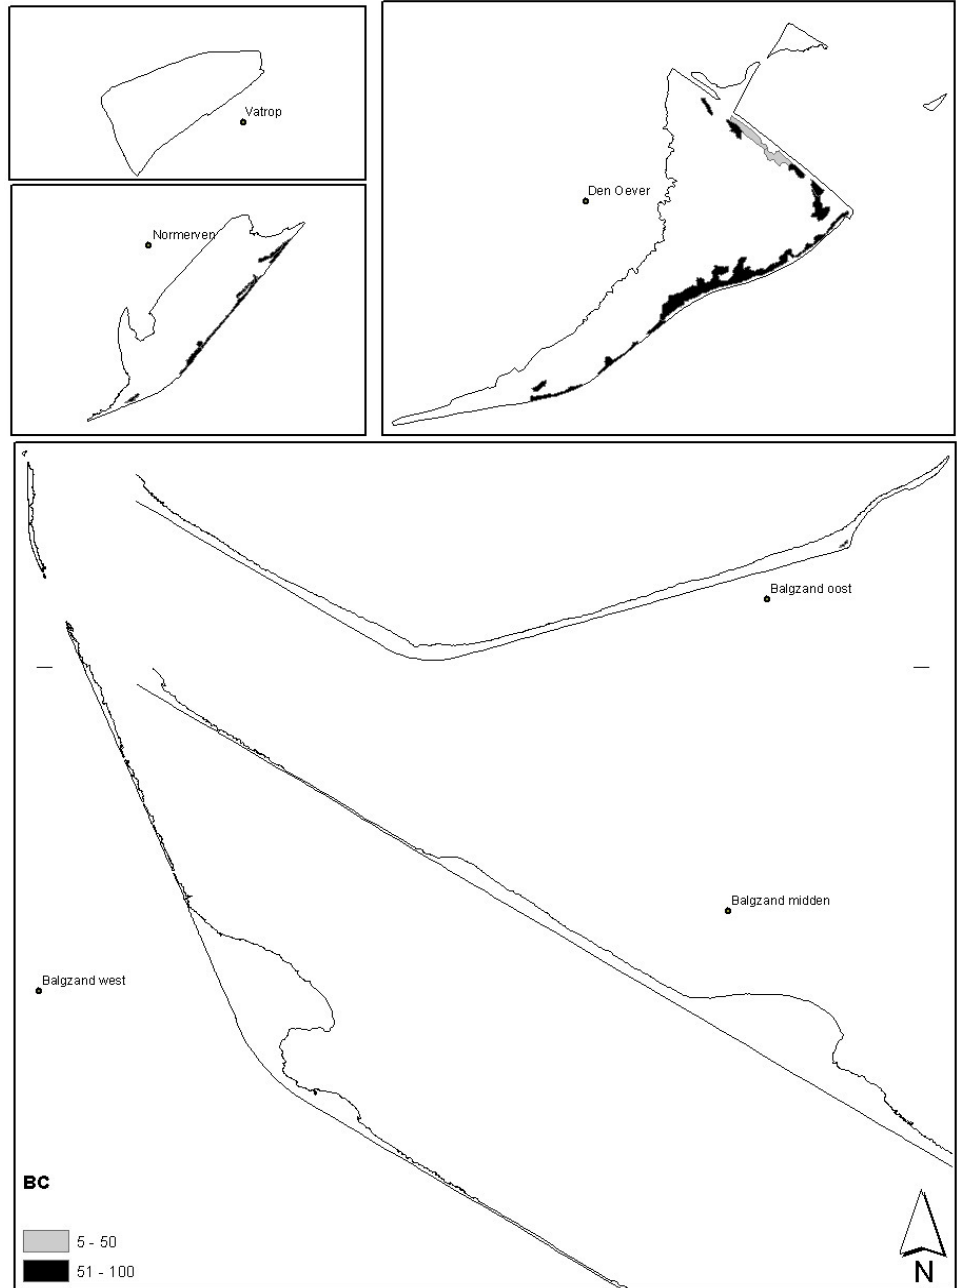 Vatrop
Normerven
Den Oever
Balgzand oost
Balgzand midden
Balgzand west
BC
5 - 50
51 - 100
N